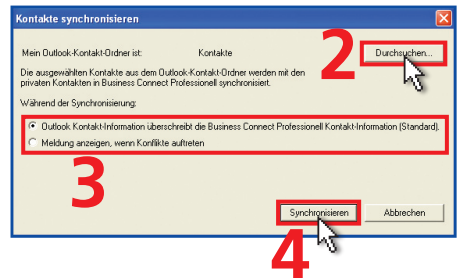 Kontakte synchronisieren
Mein Outlook-Kontakt-Ordner ist: Kontakte 2 Durchsuchen...
Die ausgewählten Kontakte aus dem Outlook-Kontakt-Ordner werden mit den
privaten Kontakten in Business Connect Professionell synchronisiert.
Während der Synchronisierung:
Outlook Kontakt-Information überschreibt die Business Connect Professionell Kontakt-Information (Standard).
Meldung anzeigen, wenn Konflikte auftreten
3
Synchronisieren Abbrechen
4